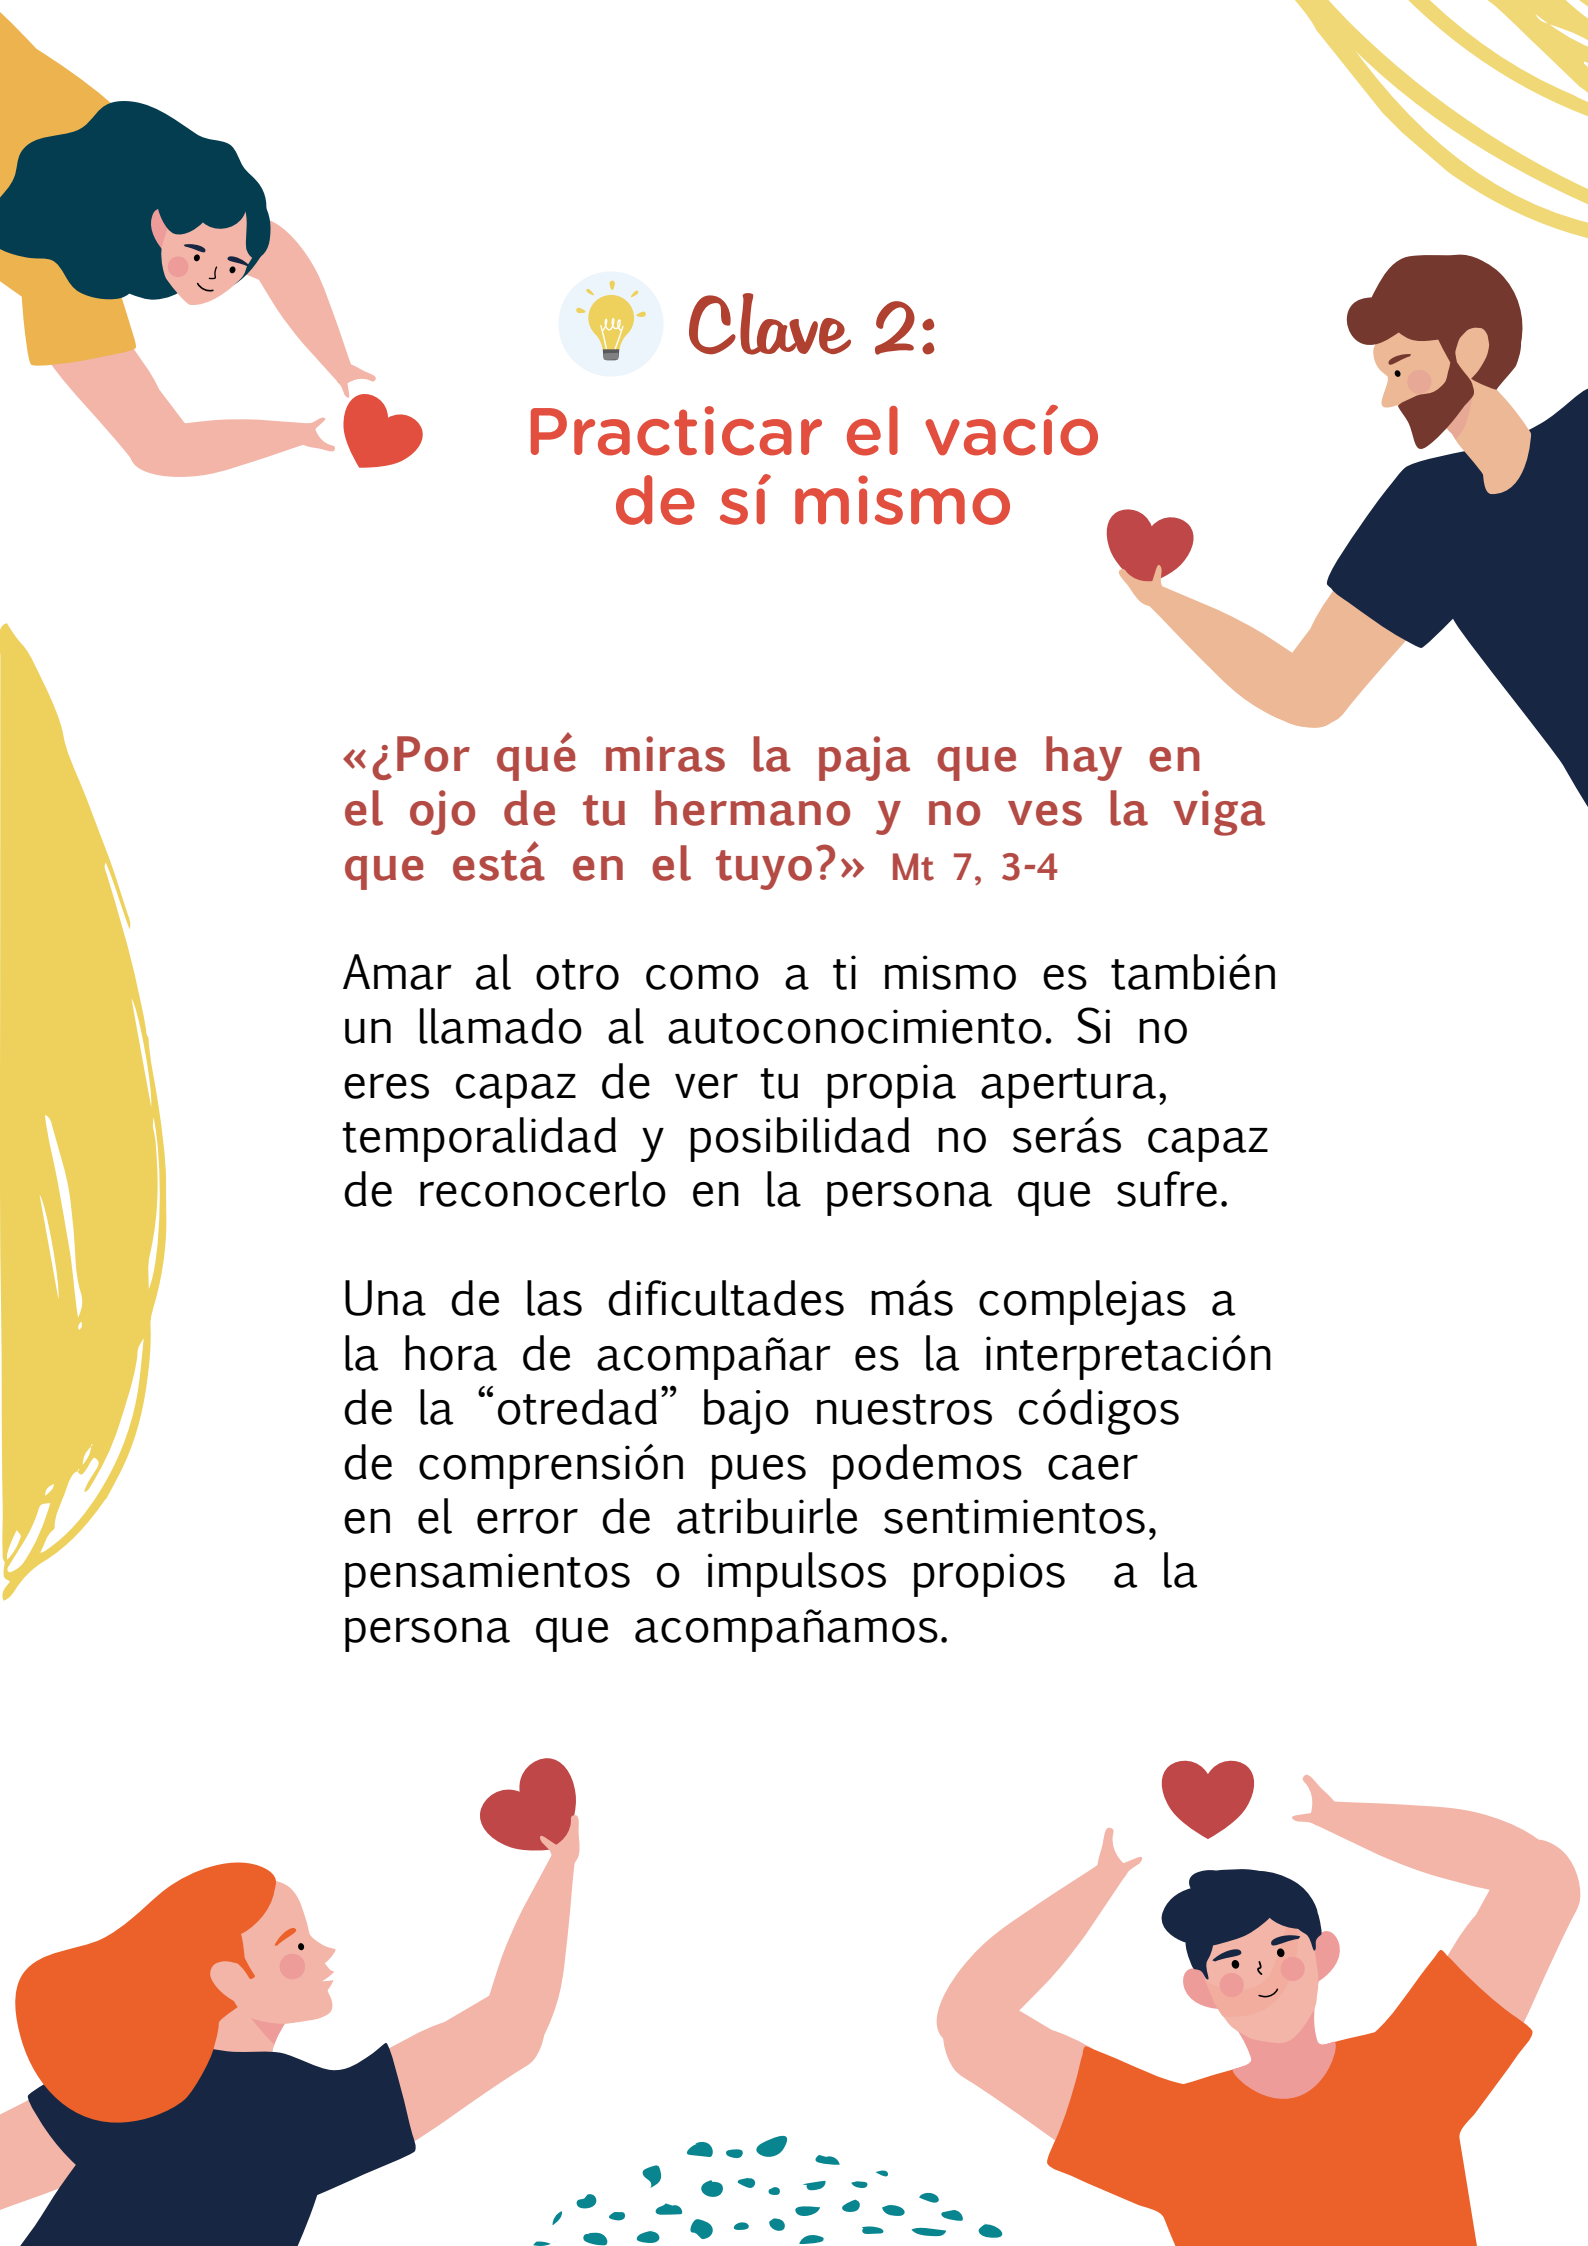 Clave 2:
Practicar el vacío
de sí mismo
«¿Por qué miras la paja que hay en
el ojo de tu hermano y no ves la viga
que está en el tuyo?» Mt 7, 3-4
Amar al otro como a ti mismo es también
un llamado al autoconocimiento. Si no
eres capaz de ver tu propia apertura,
temporalidad y posibilidad no serás capaz
de reconocerlo en la persona que sufre.
Una de las dificultades más complejas a
la hora de acompañar es la interpretación
de la “otredad” bajo nuestros códigos
de comprensión pues podemos caer
en el error de atribuirle sentimientos,
pensamientos o impulsos propios  a la
persona que acompañamos.